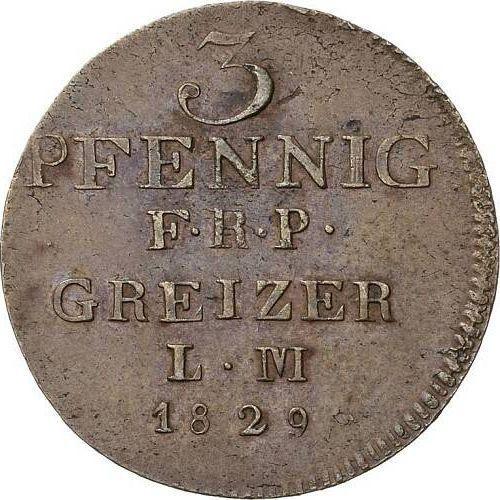 3
PFENNIG
F·R·P·
GREIZER
L·M
1829